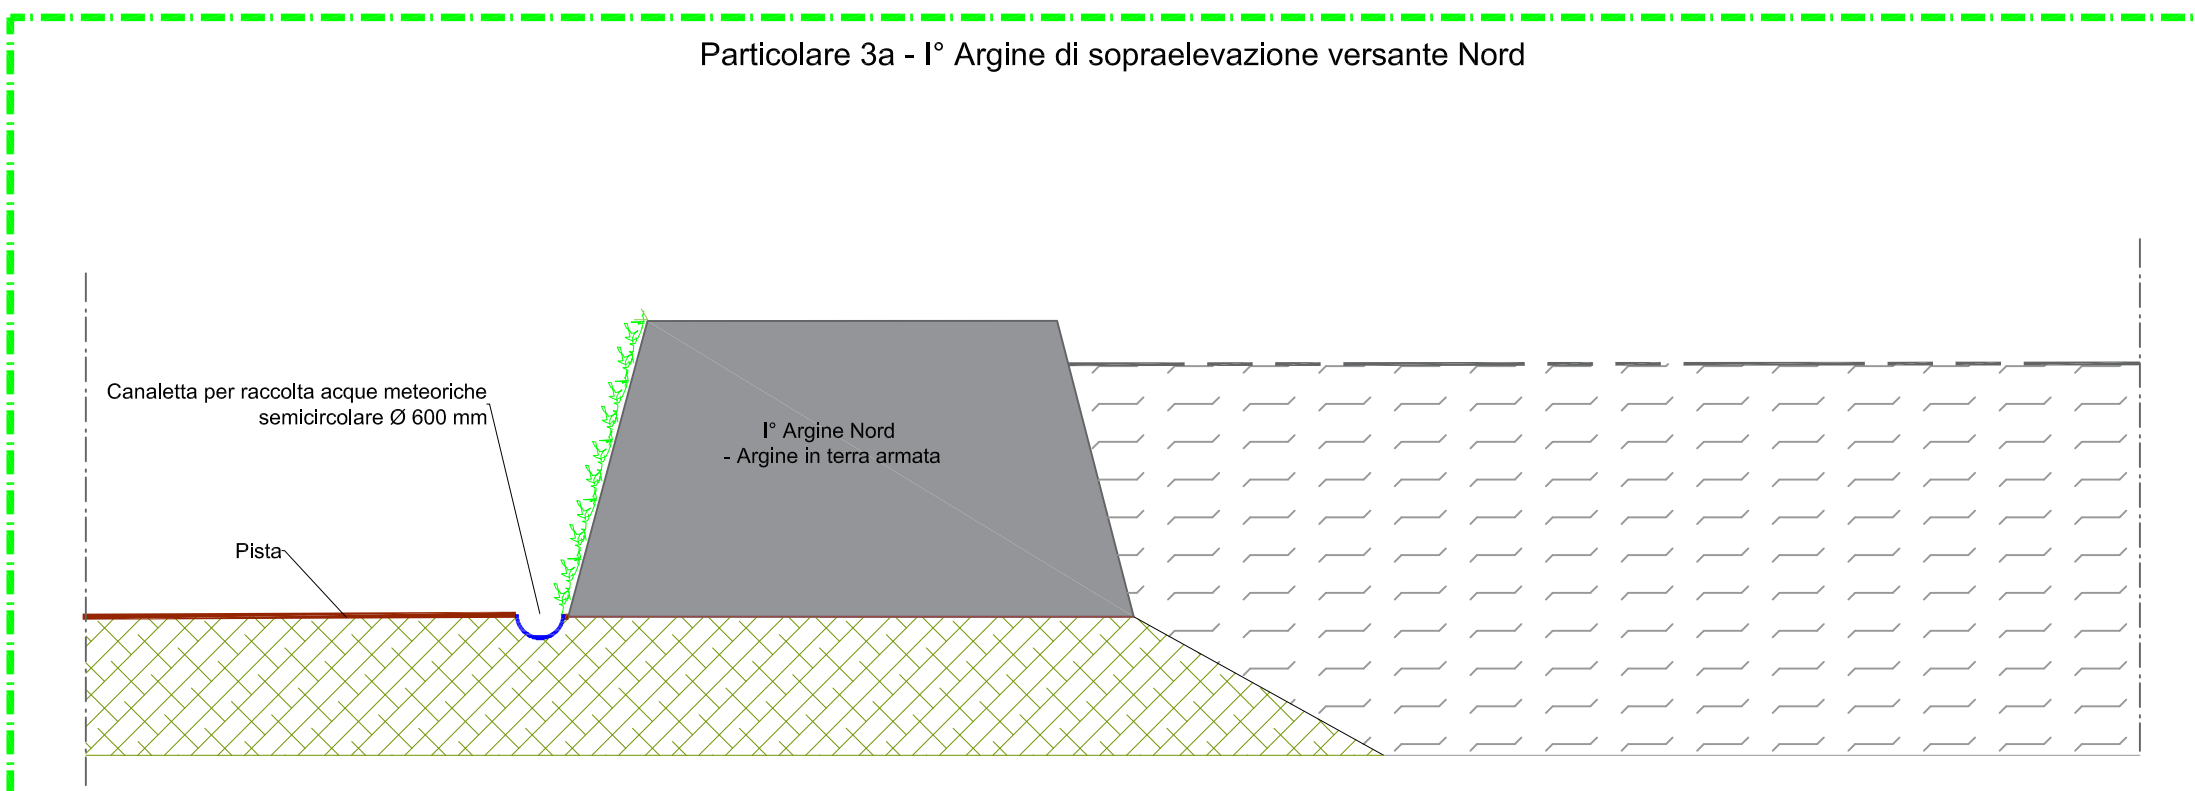 Particolare 3a - I° Argine di sopraelevazione versante Nord
Canaletta per raccolta acque meteoriche
semicircolare Ø 600 mm
I° Argine Nord
- Argine in terra armata
Pista